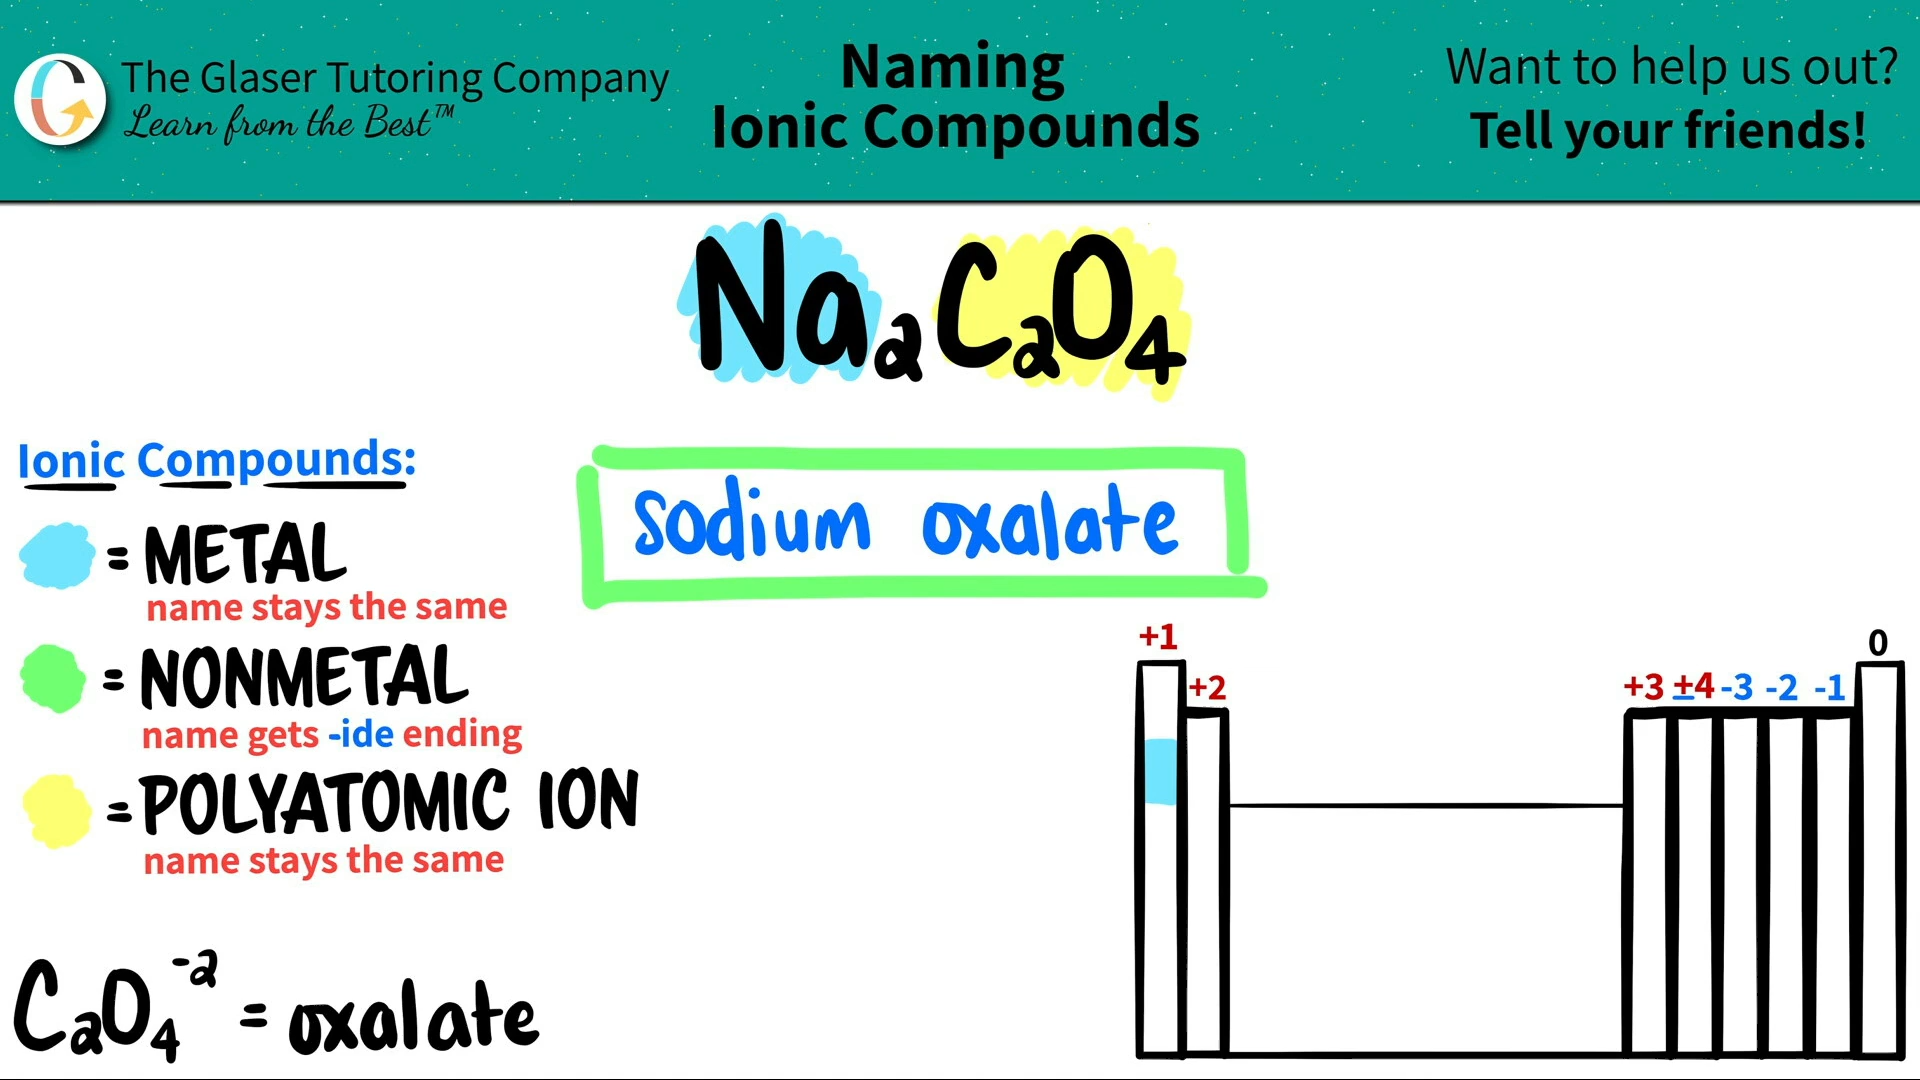 The Glaser Tutoring Company
Learn from the Best™
Naming
Ionic Compounds
Want to help us out?
Tell your friends!
Na₂C₂O₄
Ionic Compounds:
= METAL
name stays the same
= NONMETAL
name gets -ide ending
= POLYATOMIC ION
name stays the same
C₂O₄⁻² = oxalate
sodium oxalate
+1
+2
+3 ±4 -3 -2 -1
0